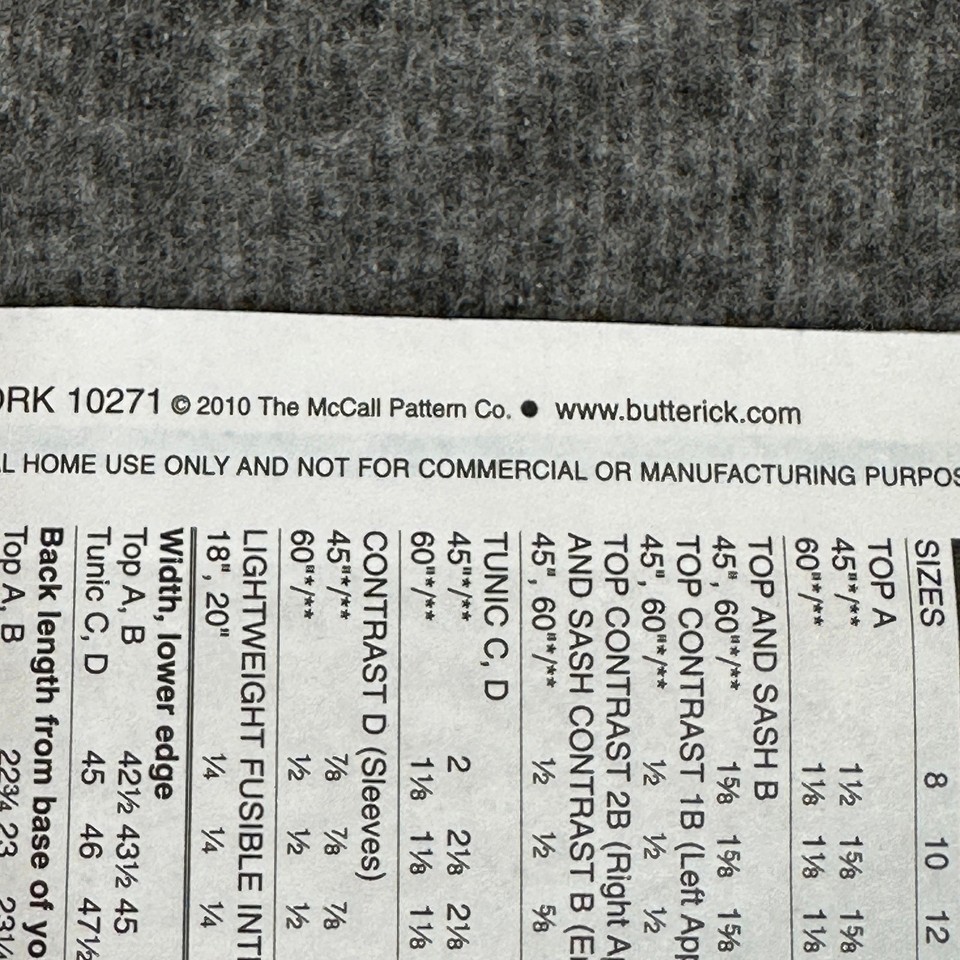 10271 © 2010 The McCall Pattern Co. ● www.butterick.com
HOME USE ONLY AND NOT FOR COMMERCIAL OR MANUFACTURING
SIZES 8 10 12
TOP A
45"*/** 1½ 1⅝ 1⅝
60"*/** 1⅛ 1⅛ 1⅛
TOP AND SASH B
45", 60"*/** 1⅝ 1⅝ 1⅝
TOP CONTRAST 1B (Left
45", 60"*/** ½ ½ ½
TOP CONTRAST 2B (Right
AND SASH CONTRAST B
45", 60"*/** ½ ½ ⅝
TUNIC C, D
45"*/** 2 2⅛ 2⅛
60"*/** 1⅛ 1⅛ 1⅛
CONTRAST D (Sleeves)
45"*/** ⅞ ⅞ ⅞
60"*/** ½ ½ ½
LIGHTWEIGHT FUSIBLE
18", 20" ¼ ¼ ¼
Width, lower edge
Top A, B 42½ 43½ 45
Tunic C, D 45 46 47½
Back length from base of
Top A, B 22¾ 23 23¼